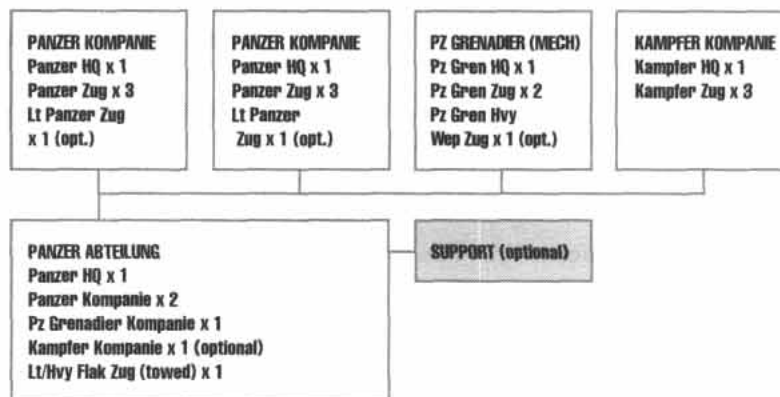 PANZER KOMPANIE
Panzer HQ x 1
Panzer Zug x 3
Lt Panzer Zug
x 1 (opt.)
PANZER KOMPANIE
Panzer HQ x 1
Panzer Zug x 3
Lt Panzer
Zug x 1 (opt.)
PZ GRENADIER (MECH)
Pz Gren HQ x 1
Pz Gren Zug x 2
Pz Gren Hvy
Wep Zug x 1 (opt.)
KAMPFER KOMPANIE
Kampfer HQ x 1
Kampfer Zug x 3
PANZER ABTEILUNG
Panzer HQ x 1
Panzer Kompanie x 2
Pz Grenadier Kompanie x 1
Kampfer Kompanie x 1 (optional)
Lt/Hvy Flak Zug (towed) x 1
SUPPORT (optional)